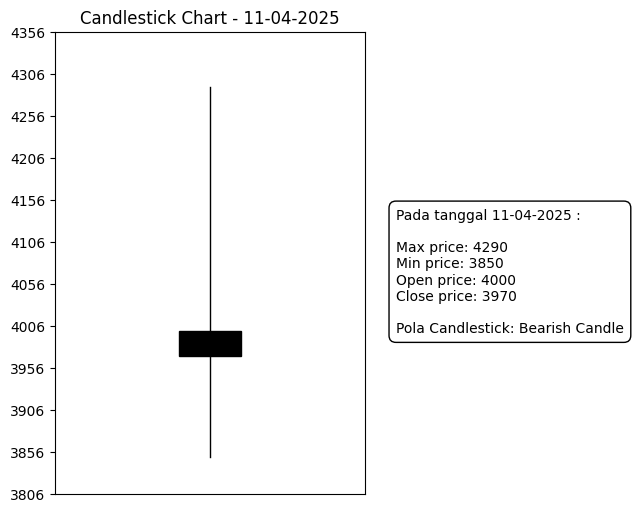 Candlestick Chart - 11-04-2025
4356
4306
4256
4206
4156
4106
4056
4006
3956
3906
3856
3806
Pada tanggal 11-04-2025 :
Max price: 4290
Min price: 3850
Open price: 4000
Close price: 3970
Pola Candlestick: Bearish Candle